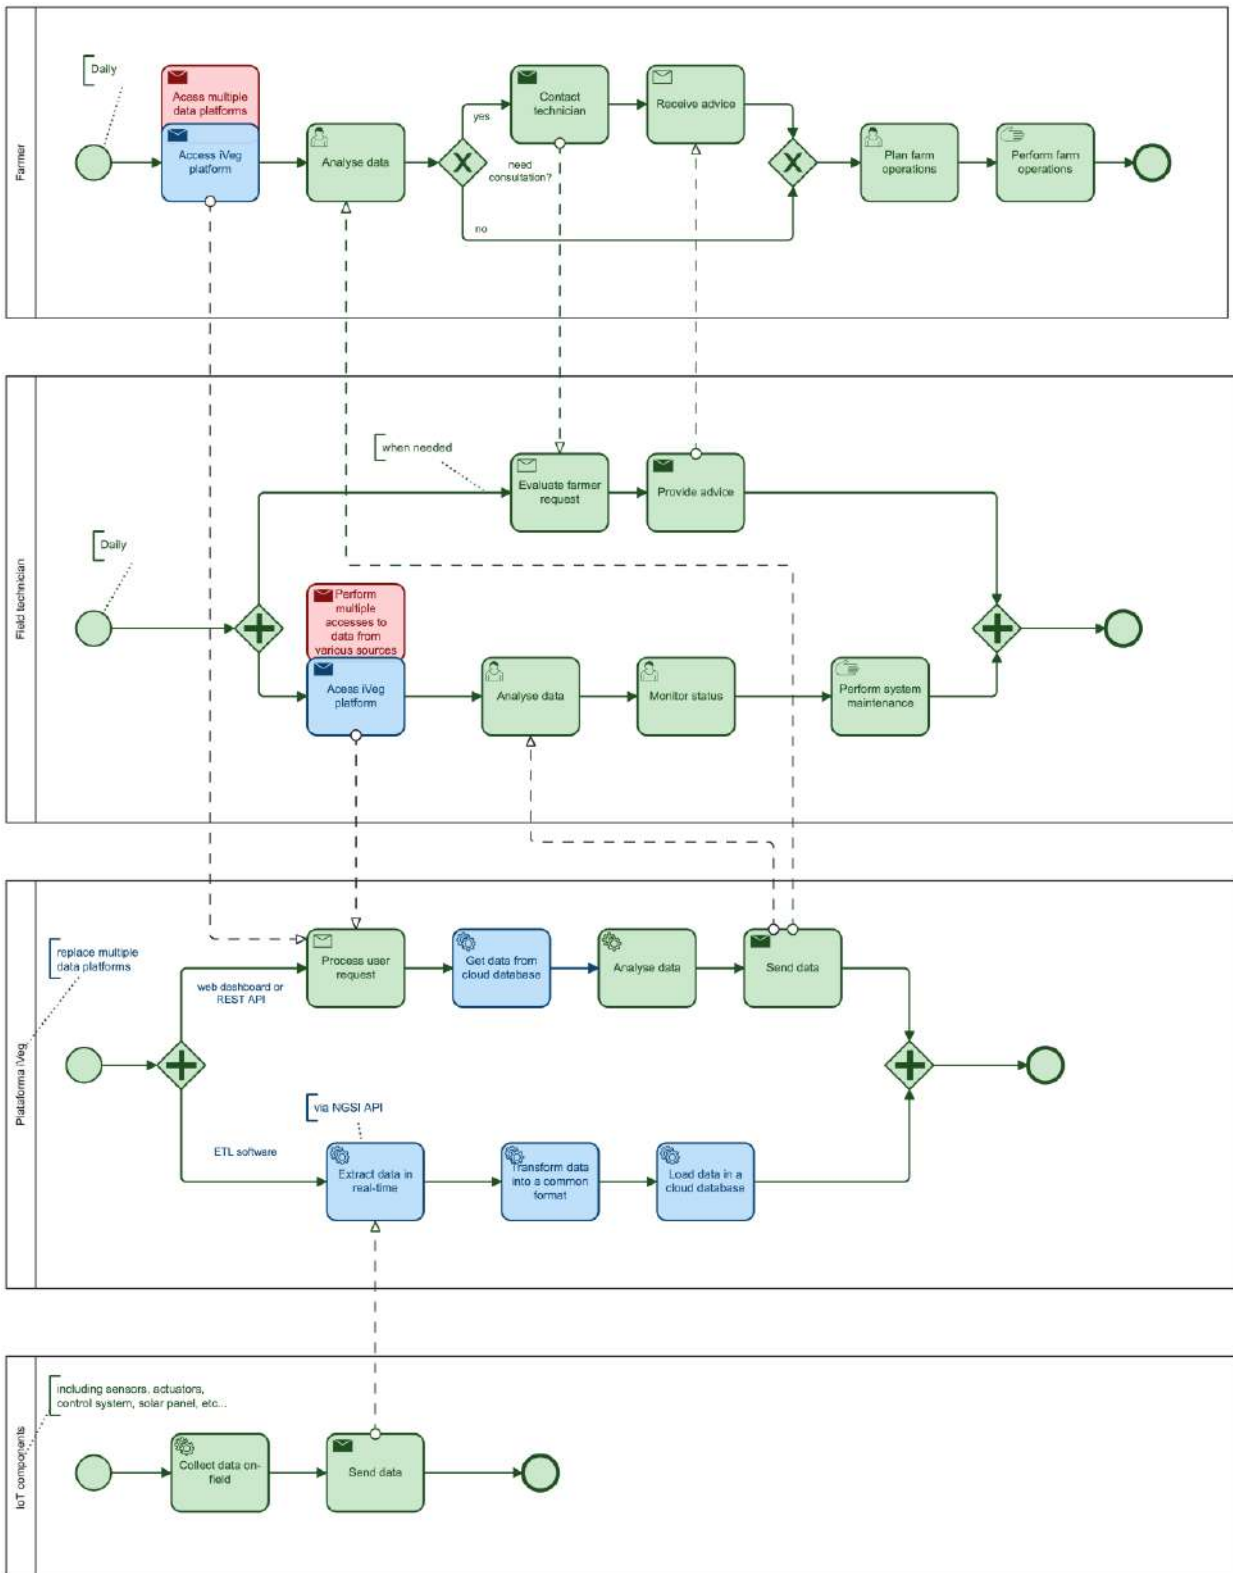 Farmer
Daily
Acess multiple
data platforms
Access iVeg
platform
Analyse data
yes
need
consultation?
no
Contact
technician
Receive advice
Plan farm
operations
Perform farm
operations
Field technician
Daily
when needed
Evaluate farmer
request
Provide advice
Perform
multiple
accesses to
data from
various sources
Acess iVeg
platform
Analyse data
Monitor status
Perform system
maintenance
Plataforma iVeg
replace multiple
data platforms
web dashboard or
REST API
Process user
request
Get data from
cloud database
Analyse data
Send data
via NGSI API
ETL software
Extract data in
real-time
Transform data
into a common
format
Load data in a
cloud database
IoT components
including sensors, actuators,
control system, solar panel, etc...
Collect data on-
field
Send data